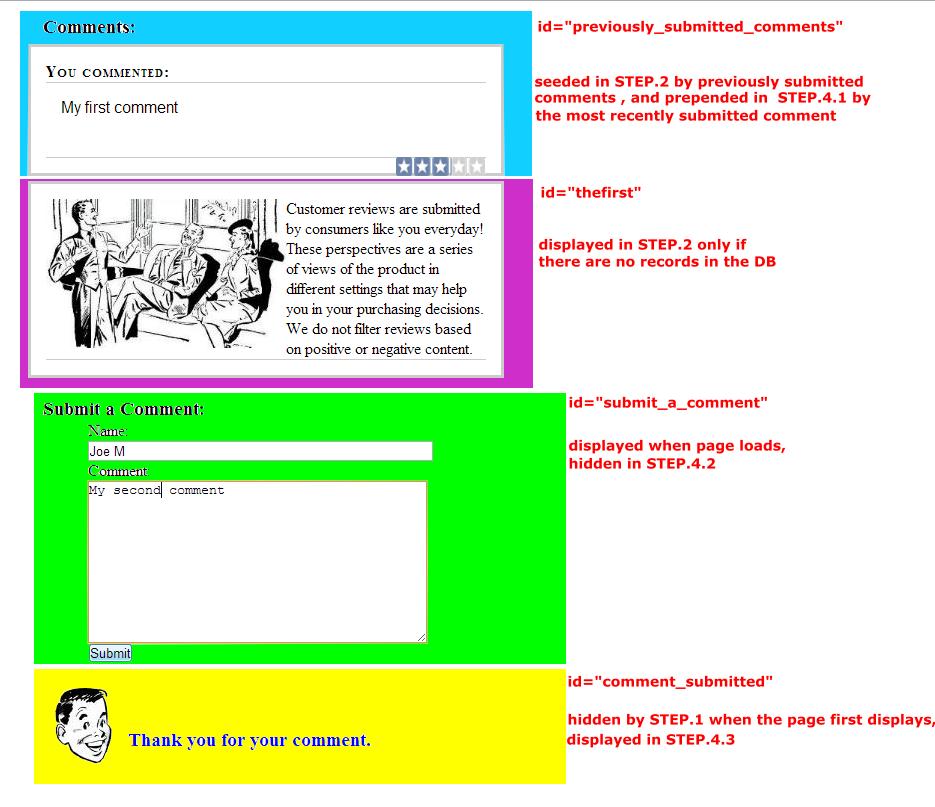 Comments:
id="previously_submitted_comments"
You commented:
seeded in STEP.2 by previously submitted
comments , and prepended in STEP.4.1 by
the most recently submitted comment
My first comment
id="thefirst"
Customer reviews are submitted
by consumers like you everyday!
These perspectives are a series
of views of the product in
different settings that may help
you in your purchasing decisions.
We do not filter reviews based
on positive or negative content.
displayed in STEP.2 only if
there are no records in the DB
id="submit_a_comment"
Submit a Comment:
Name:
Joe M
Comment
My second comment
Submit
displayed when page loads,
hidden in STEP.4.2
id="comment_submitted"
Thank you for your comment.
hidden by STEP.1 when the page first displays,
displayed in STEP.4.3